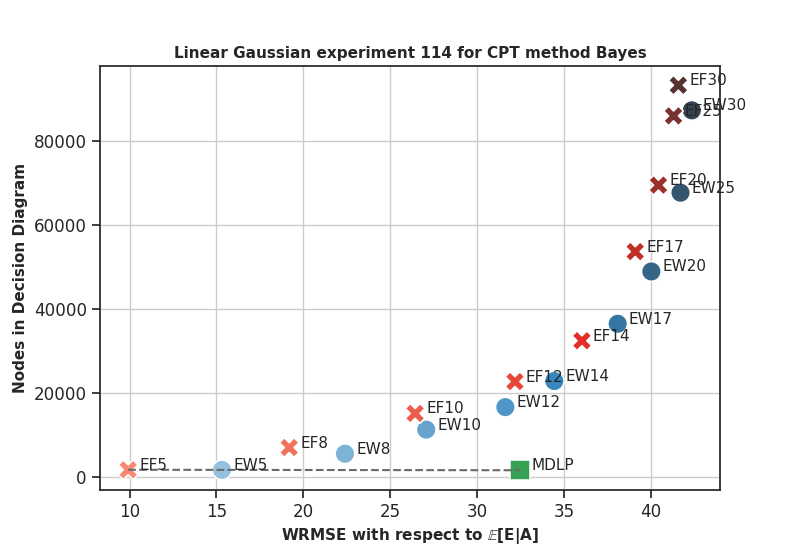 Linear Gaussian experiment 114 for CPT method Bayes
Nodes in Decision Diagram
80000
60000
40000
20000
0
EF30
EW30
EF25
EF20
EW25
EF17
EW20
EW17
EF14
EF12
EW14
EW12
EF10
EW10
EF8
EW8
EF5
EW5
MDLP
10
15
20
25
30
35
40
WRMSE with respect to 𝔼[E|A]